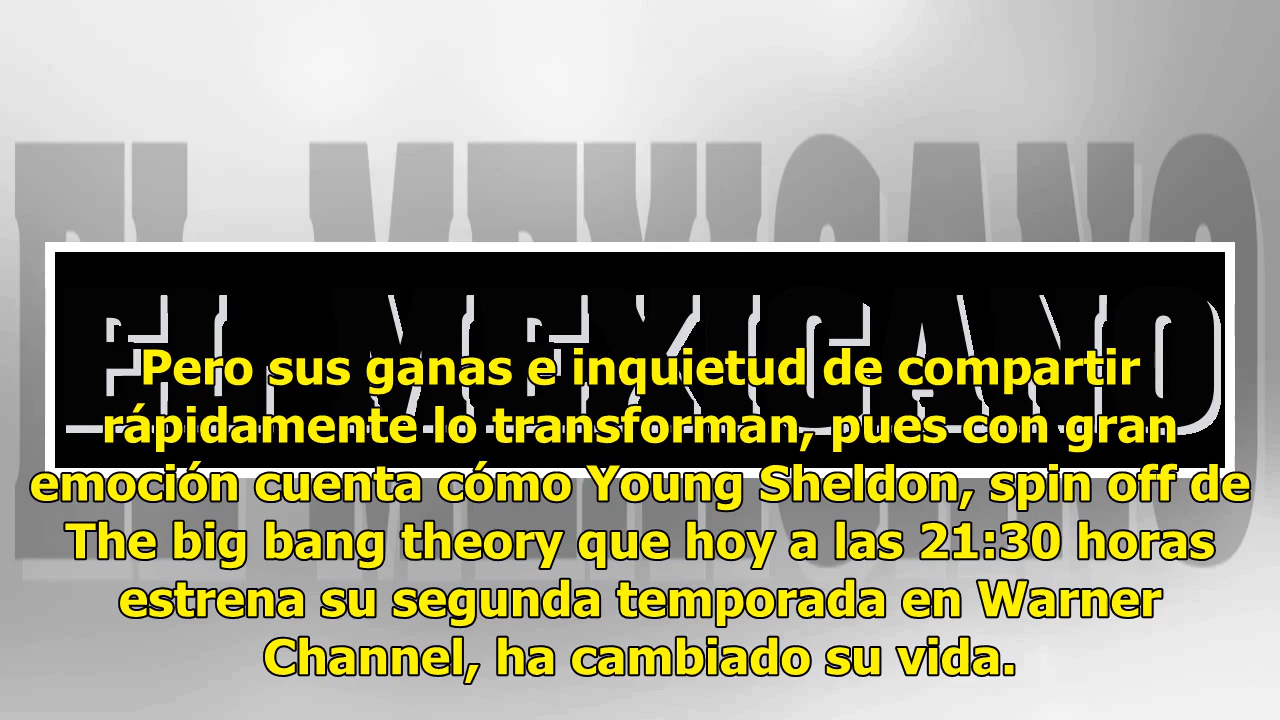 EL MEXICANO
EL MEXICANO
Pero sus ganas e inquietud de compartir
rápidamente lo transforman, pues con gran
emoción cuenta cómo Young Sheldon, spin off de
The big bang theory que hoy a las 21:30 horas
estrena su segunda temporada en Warner
Channel, ha cambiado su vida.